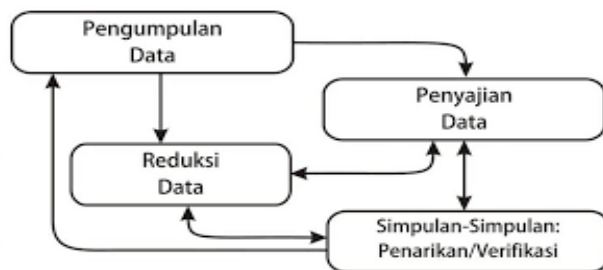 Pengumpulan
Data
Penyajian
Data
Reduksi
Data
Simpulan-Simpulan:
Penarikan/Verifikasi